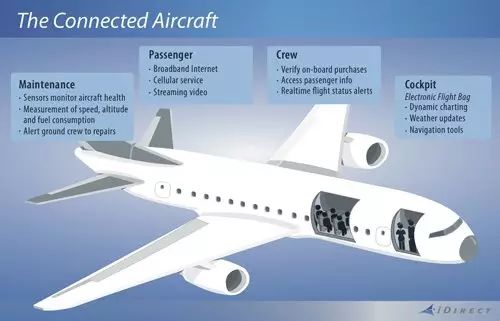 The Connected Aircraft
Maintenance
· Sensors monitor aircraft health
· Measurement of speed, altitude
and fuel consumption
· Alert ground crew to repairs
Passenger
· Broadband Internet
· Cellular service
· Streaming video
Crew
· Verify on-board purchases
· Access passenger info
· Realtime flight status alerts
Cockpit
Electronic Flight Bag
· Dynamic charting
· Weather updates
· Navigation tools
iDIRECT